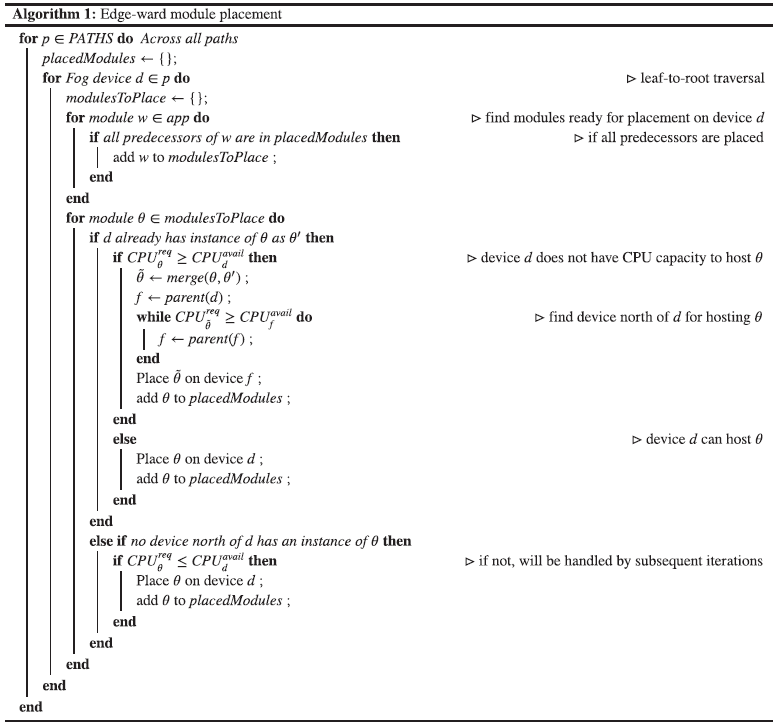 Algorithm 1: Edge-ward module placement
for p ∈ PATHS do Across all paths
placedModules ← {};
for Fog device d ∈ p do ▷ leaf-to-root traversal
modulesToPlace ← {};
for module w ∈ app do ▷ find modules ready for placement on device d
if all predecessors of w are in placedModules then ▷ if all predecessors are placed
add w to modulesToPlace ;
end
end
for module θ ∈ modulesToPlace do
if d already has instance of θ as θ′ then
if CPU_θ^req ≥ CPU_d^avail then ▷ device d does not have CPU capacity to host θ
θ̃ ← merge(θ, θ′) ;
f ← parent(d) ;
while CPU_θ̃^req ≥ CPU_f^avail do ▷ find device north of d for hosting θ
f ← parent(f) ;
end
Place θ̃ on device f ;
add θ to placedModules ;
end
else ▷ device d can host θ
Place θ on device d ;
add θ to placedModules ;
end
end
else if no device north of d has an instance of θ then
if CPU_θ^req ≤ CPU_d^avail then ▷ if not, will be handled by subsequent iterations
Place θ on device d ;
add θ to placedModules ;
end
end
end
end
end